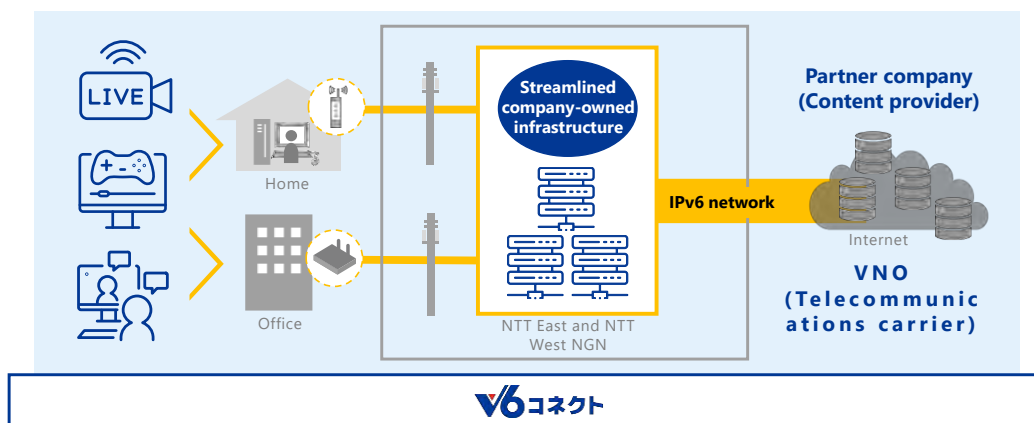 LIVE
Home
Office
Streamlined
company-owned
infrastructure
NTT East and NTT
West NGN
IPv6 network
Partner company
(Content provider)
Internet
VNO
(Telecommunic
ations carrier)
V6コネクト